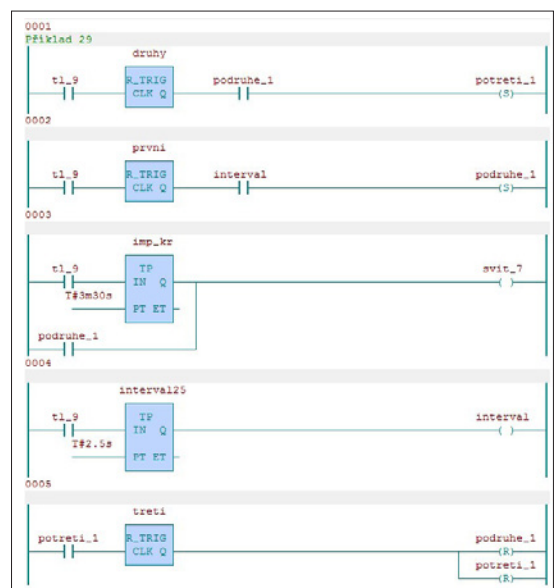 0001
Příklad 29
druhy
tl_9 R_TRIG podruhe_1 potreti_1
CLK Q (S)
0002
prvni
tl_9 R_TRIG interval podruhe_1
CLK Q (S)
0003
imp_kr
tl_9 TP svit_7
IN Q ( )
T#3m30s
PT ET
podruhe_1
0004
interval25
tl_9 TP interval
IN Q ( )
T#2.5s
PT ET
0005
treti
potreti_1 R_TRIG podruhe_1
CLK Q (R)
potreti_1
(R)